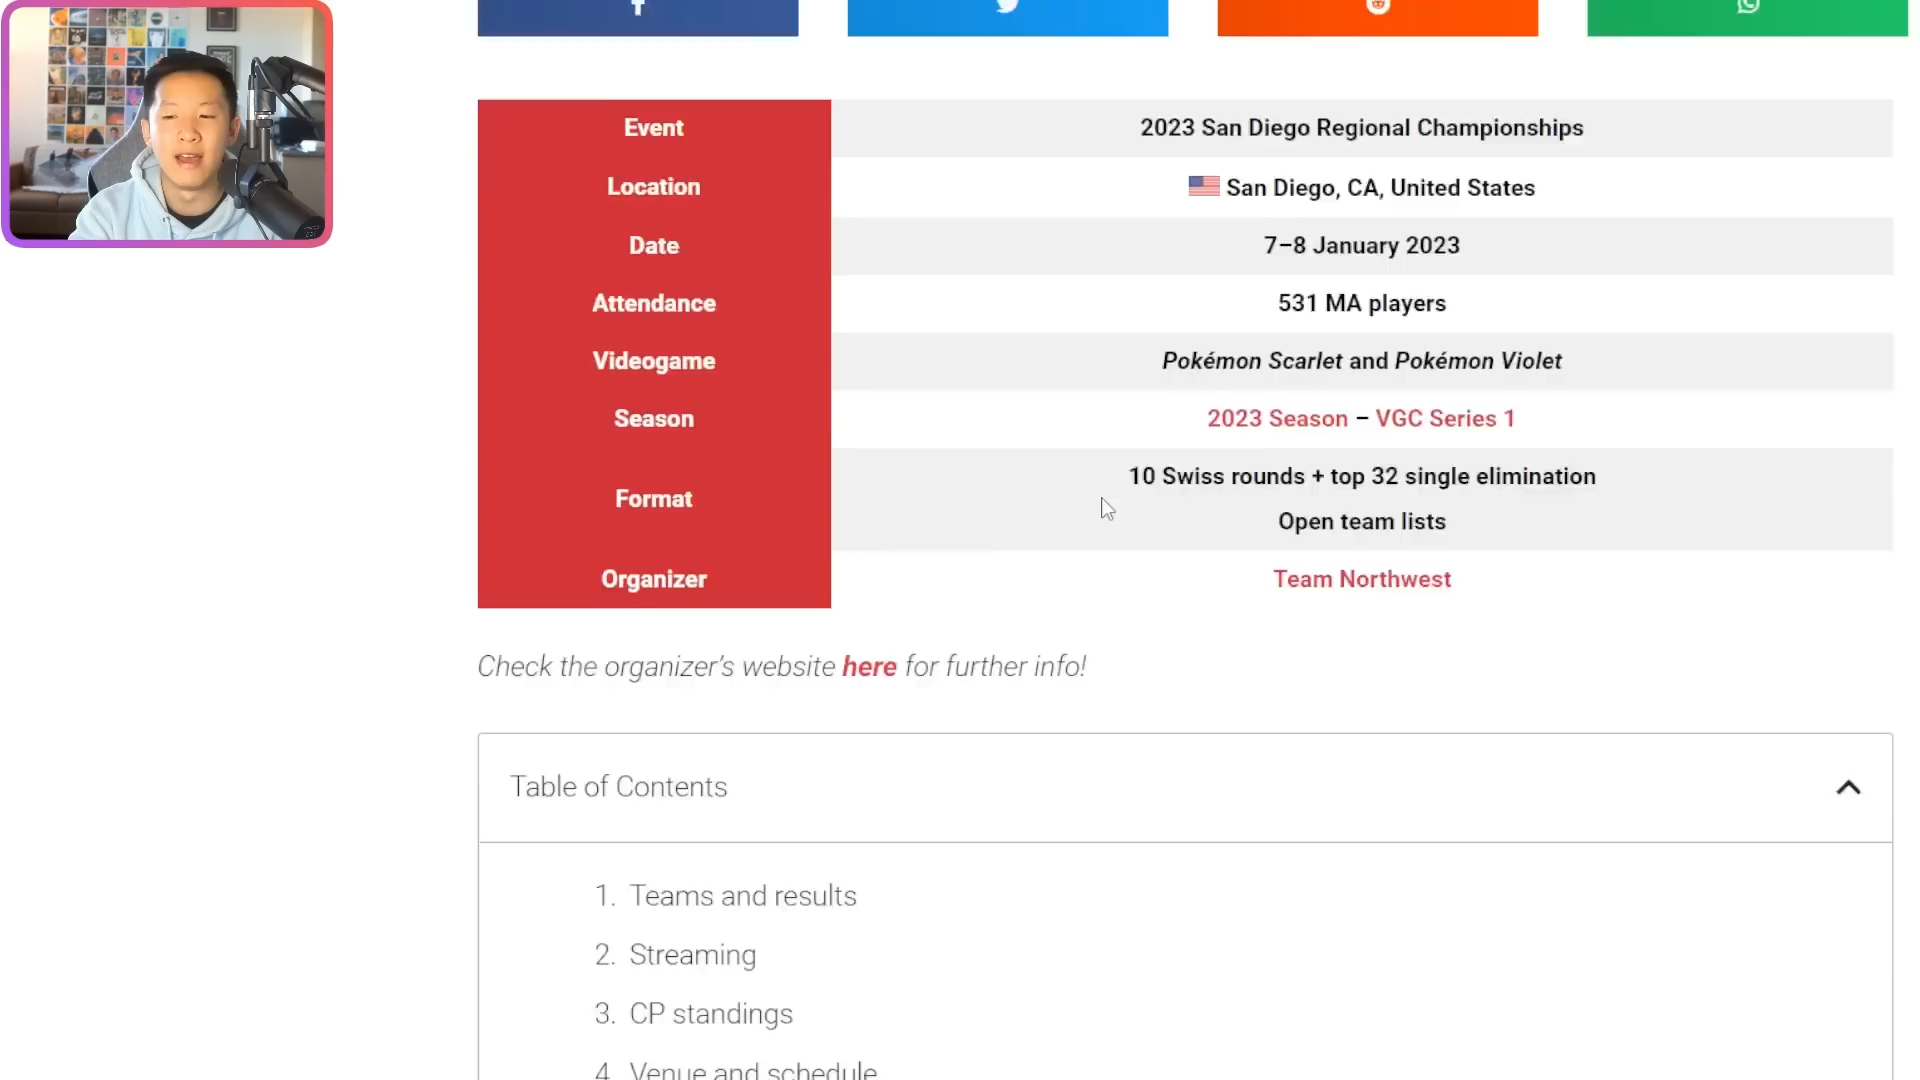 Event
2023 San Diego Regional Championships
Location
San Diego, CA, United States
Date
7–8 January 2023
Attendance
531 MA players
Videogame
Pokémon Scarlet and Pokémon Violet
Season
2023 Season – VGC Series 1
Format
10 Swiss rounds + top 32 single elimination
Open team lists
Organizer
Team Northwest
Check the organizer’s website here for further info!
Table of Contents
1. Teams and results
2. Streaming
3. CP standings
4. Venue and schedule